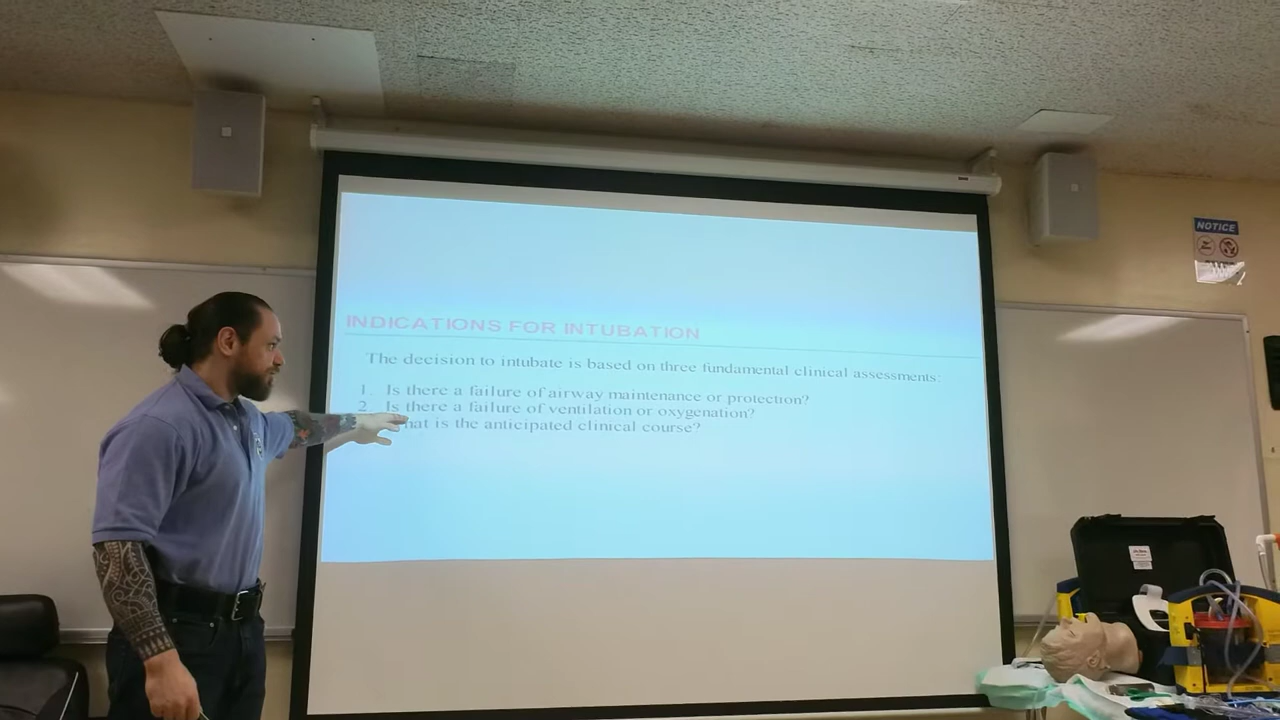 NOTICE
INDICATIONS FOR INTUBATION
The decision to intubate is based on three fundamental clinical assessments:
1. Is there a failure of airway maintenance or protection?
2. Is there a failure of ventilation or oxygenation?
hat is the anticipated clinical course?